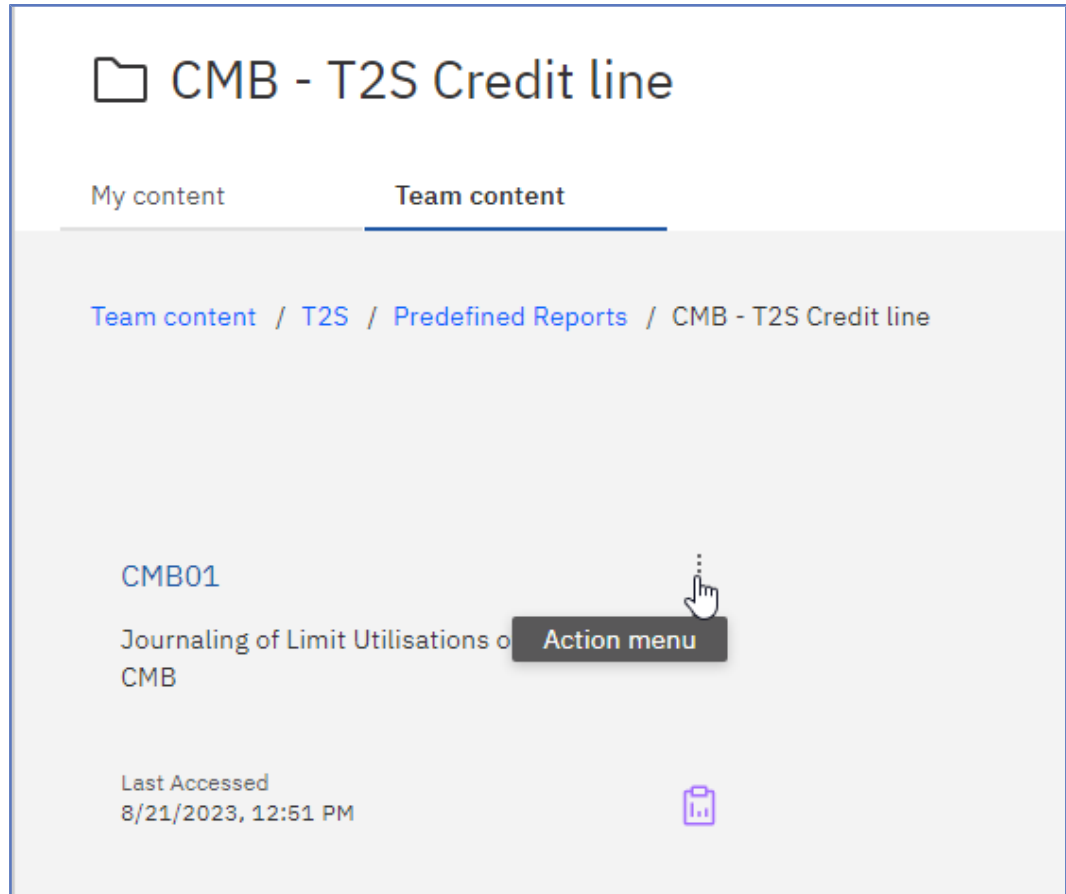 CMB - T2S Credit line
My content Team content
Team content / T2S / Predefined Reports / CMB - T2S Credit line
CMB01
Journaling of Limit Utilisations o Action menu
CMB
Last Accessed
8/21/2023, 12:51 PM